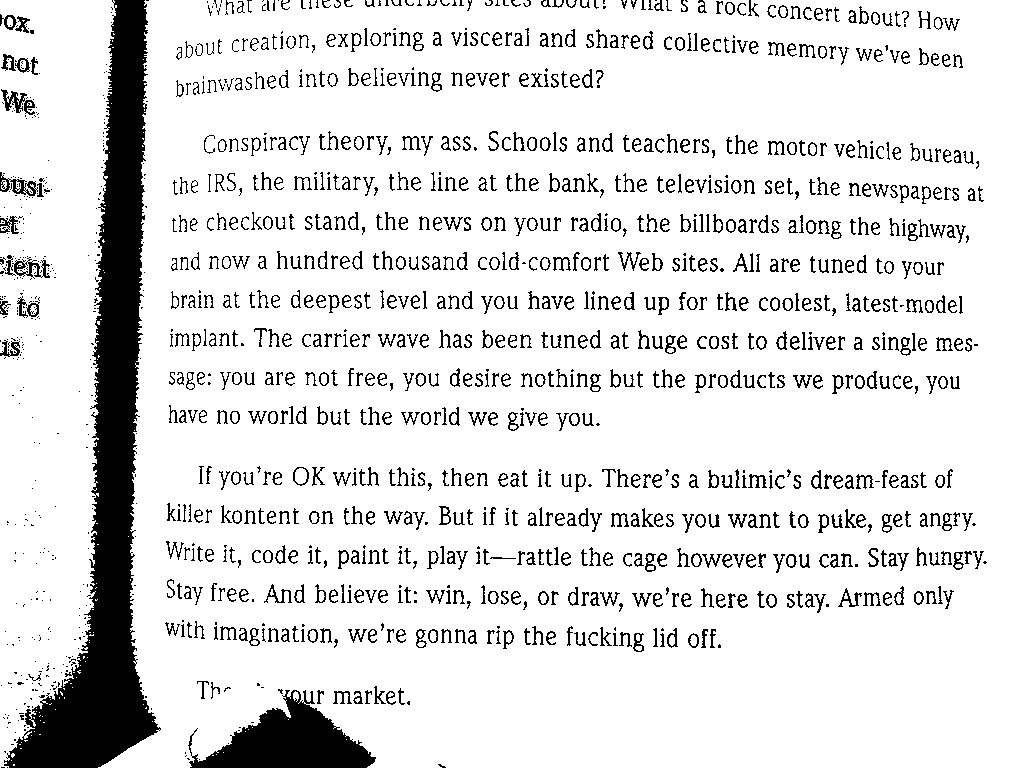 ox.
not
We
busi-
et
cient
k to
us
What are these underbelly sites about? What's a rock concert about? How
about creation, exploring a visceral and shared collective memory we've been
brainwashed into believing never existed?
Conspiracy theory, my ass. Schools and teachers, the motor vehicle bureau,
the IRS, the military, the line at the bank, the television set, the newspapers at
the checkout stand, the news on your radio, the billboards along the highway,
and now a hundred thousand cold-comfort Web sites. All are tuned to your
brain at the deepest level and you have lined up for the coolest, latest-model
implant. The carrier wave has been tuned at huge cost to deliver a single mes-
sage: you are not free, you desire nothing but the products we produce, you
have no world but the world we give you.
If you're OK with this, then eat it up. There's a bulimic's dream-feast of
killer kontent on the way. But if it already makes you want to puke, get angry.
Write it, code it, paint it, play it—rattle the cage however you can. Stay hungry.
Stay free. And believe it: win, lose, or draw, we're here to stay. Armed only
with imagination, we're gonna rip the fucking lid off.
your market.